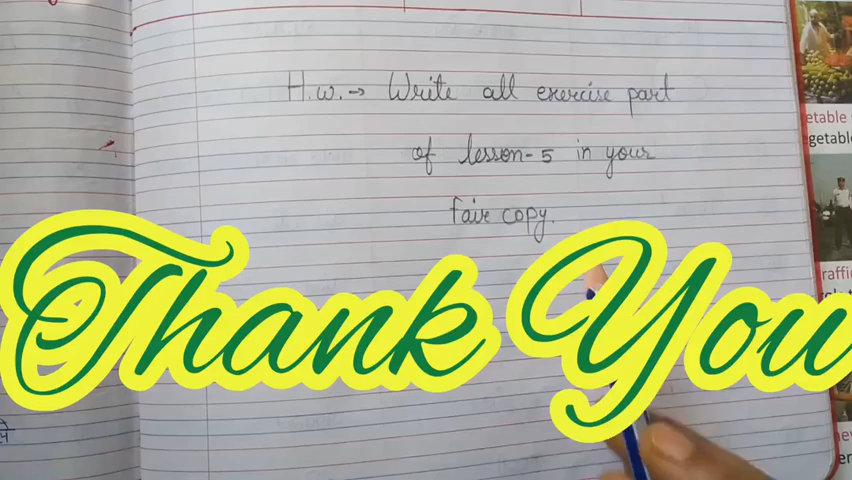 H.w. → Write all exercise part
of lesson-5 in your
fair copy.
Thank You